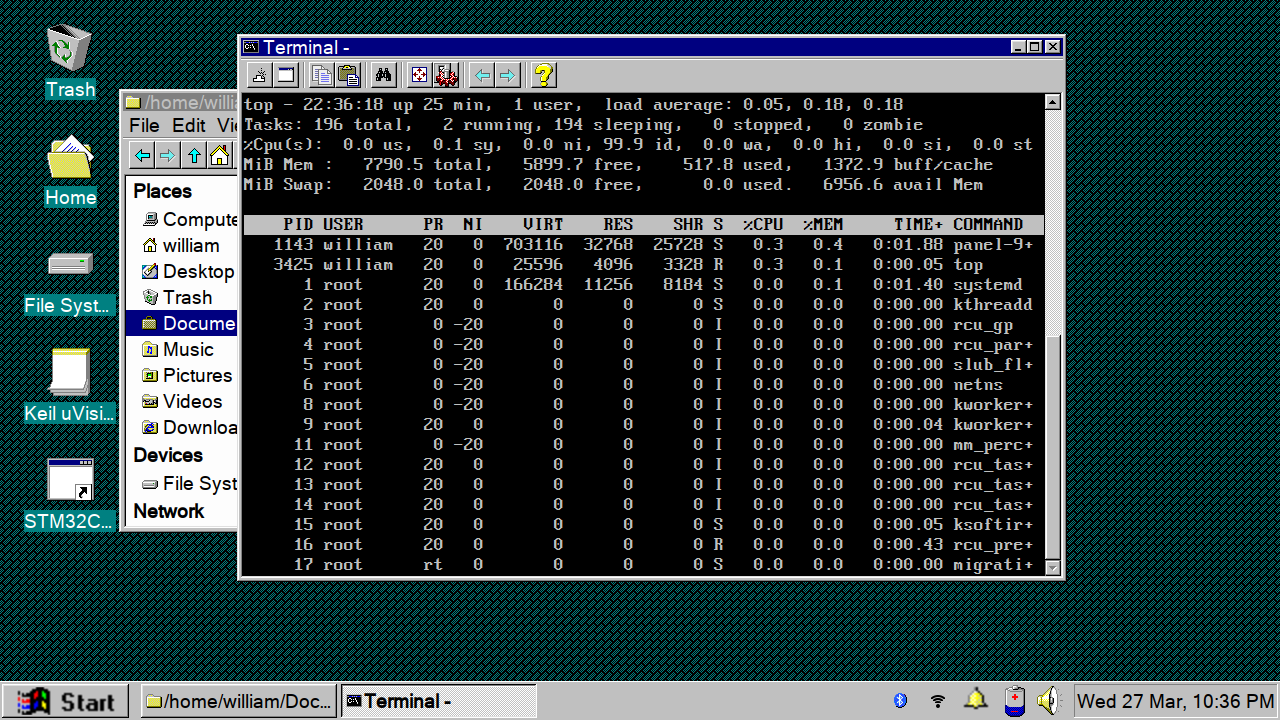 Trash
Home
File Syst...
Keil uVisi...
STM32C...
/home/willia
File Edit Vi
Places
Compute
william
Desktop
Trash
Docume
Music
Pictures
Videos
Downloa
Devices
File Syst
Network
Terminal -
top - 22:36:18 up 25 min,  1 user,  load average: 0.05, 0.18, 0.18
Tasks: 196 total,   2 running, 194 sleeping,   0 stopped,   0 zombie
%Cpu(s):  0.0 us,  0.1 sy,  0.0 ni, 99.9 id,  0.0 wa,  0.0 hi,  0.0 si,  0.0 st
MiB Mem :   7790.5 total,   5899.7 free,    517.8 used,   1372.9 buff/cache
MiB Swap:   2048.0 total,   2048.0 free,      0.0 used.   6956.6 avail Mem
PID USER      PR  NI    VIRT    RES    SHR S  %CPU  %MEM     TIME+ COMMAND
1143 william   20   0  703116  32768  25728 S   0.3   0.4   0:01.88 panel-9+
3425 william   20   0   25596   4096   3328 R   0.3   0.1   0:00.05 top
1 root      20   0  166284  11256   8184 S   0.0   0.1   0:01.40 systemd
2 root      20   0       0      0      0 S   0.0   0.0   0:00.00 kthreadd
3 root       0 -20       0      0      0 I   0.0   0.0   0:00.00 rcu_gp
4 root       0 -20       0      0      0 I   0.0   0.0   0:00.00 rcu_par+
5 root       0 -20       0      0      0 I   0.0   0.0   0:00.00 slub_fl+
6 root       0 -20       0      0      0 I   0.0   0.0   0:00.00 netns
8 root       0 -20       0      0      0 I   0.0   0.0   0:00.00 kworker+
9 root      20   0       0      0      0 I   0.0   0.0   0:00.04 kworker+
11 root       0 -20       0      0      0 I   0.0   0.0   0:00.00 mm_perc+
12 root      20   0       0      0      0 I   0.0   0.0   0:00.00 rcu_tas+
13 root      20   0       0      0      0 I   0.0   0.0   0:00.00 rcu_tas+
14 root      20   0       0      0      0 I   0.0   0.0   0:00.00 rcu_tas+
15 root      20   0       0      0      0 S   0.0   0.0   0:00.05 ksoftir+
16 root      20   0       0      0      0 R   0.0   0.0   0:00.43 rcu_pre+
17 root      rt   0       0      0      0 S   0.0   0.0   0:00.00 migrati+
Start
/home/william/Doc...
Terminal -
Wed 27 Mar, 10:36 PM